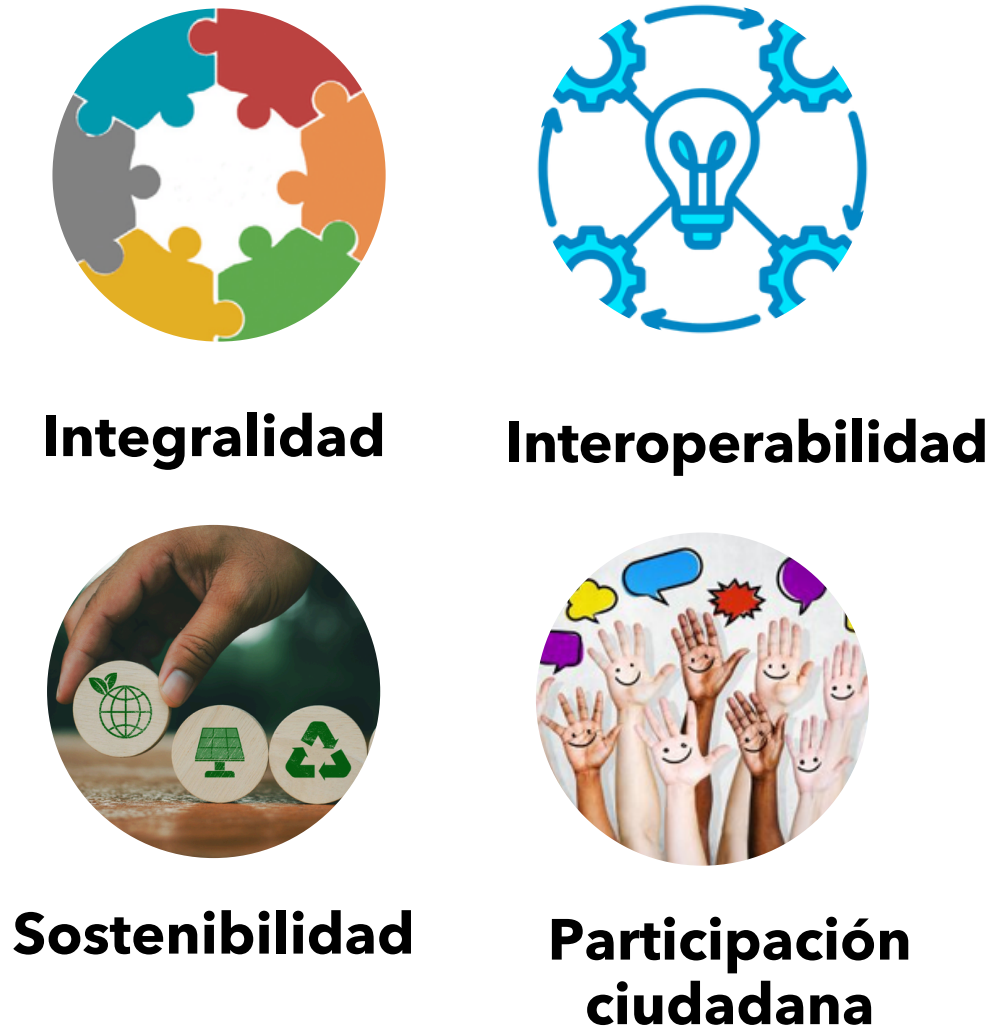 Integralidad
Interoperabilidad
Sostenibilidad
Participación
ciudadana